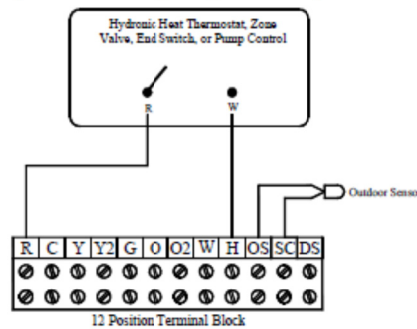 Hydronic Heat Thermostat, Zone
Valve, End Switch, or Pump Control
R W
Outdoor Senso
R C Y Y2 G 0 O2 W H OS SC DS
12 Position Terminal Block